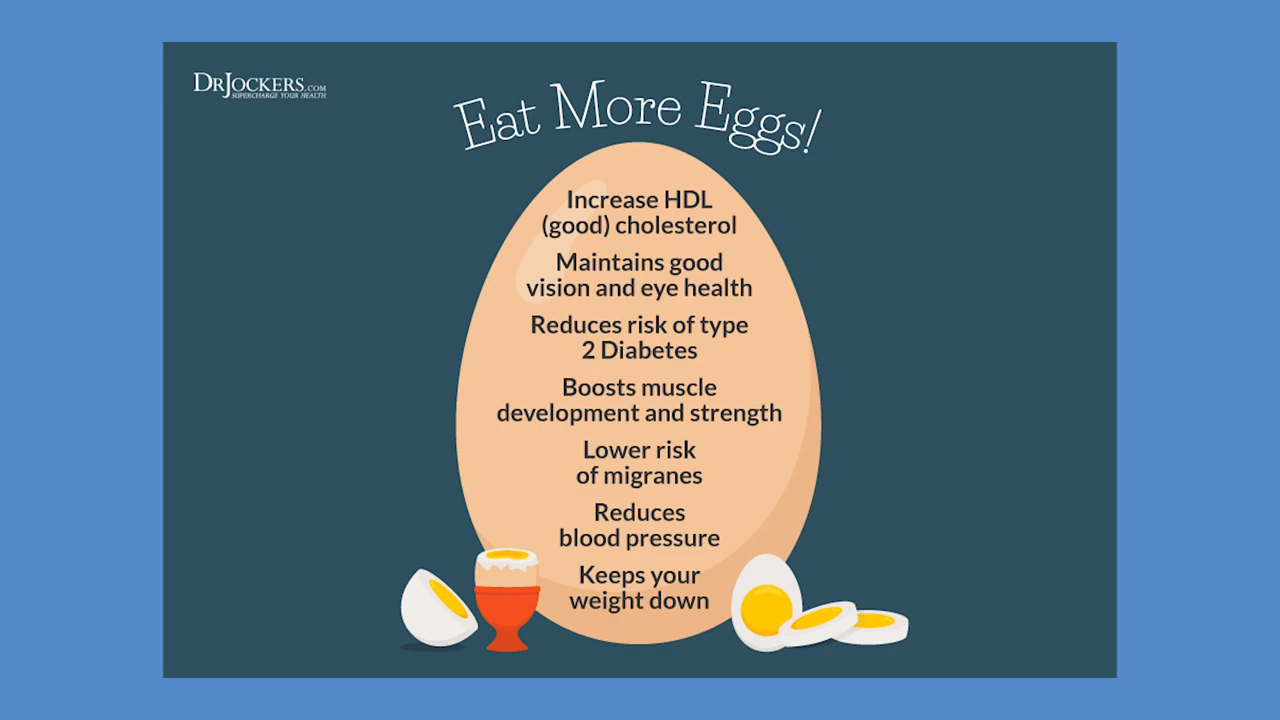 DRJOCKERS.COM
SUPERCHARGE YOUR HEALTH
Eat More Eggs!
Increase HDL
(good) cholesterol
Maintains good
vision and eye health
Reduces risk of type
2 Diabetes
Boosts muscle
development and strength
Lower risk
of migranes
Reduces
blood pressure
Keeps your
weight down